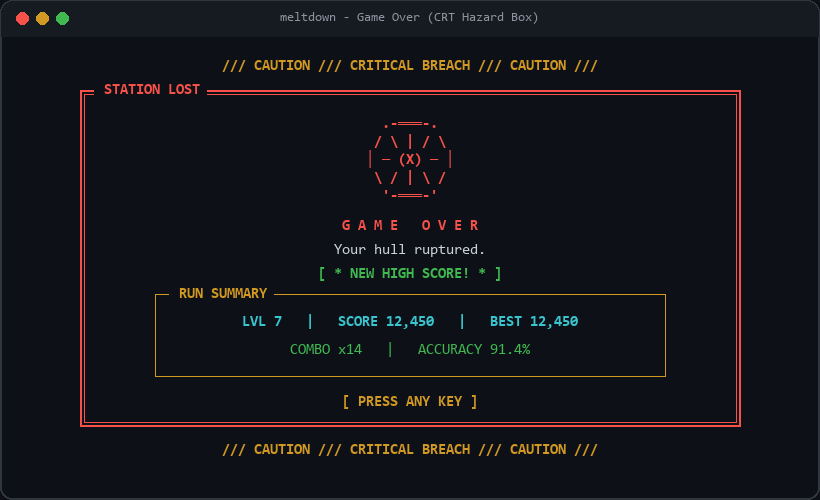 meltdown - Game Over (CRT Hazard Box)
/// CAUTION /// CRITICAL BREACH /// CAUTION ///
STATION LOST
.-═══-.
/ \ | / \
│ — (X) — │
\ / | \ /
'-═══-'
G A M E   O V E R
Your hull ruptured.
[ * NEW HIGH SCORE! * ]
RUN SUMMARY
LVL 7   |   SCORE 12,450   |   BEST 12,450
COMBO x14   |   ACCURACY 91.4%
[ PRESS ANY KEY ]
/// CAUTION /// CRITICAL BREACH /// CAUTION ///